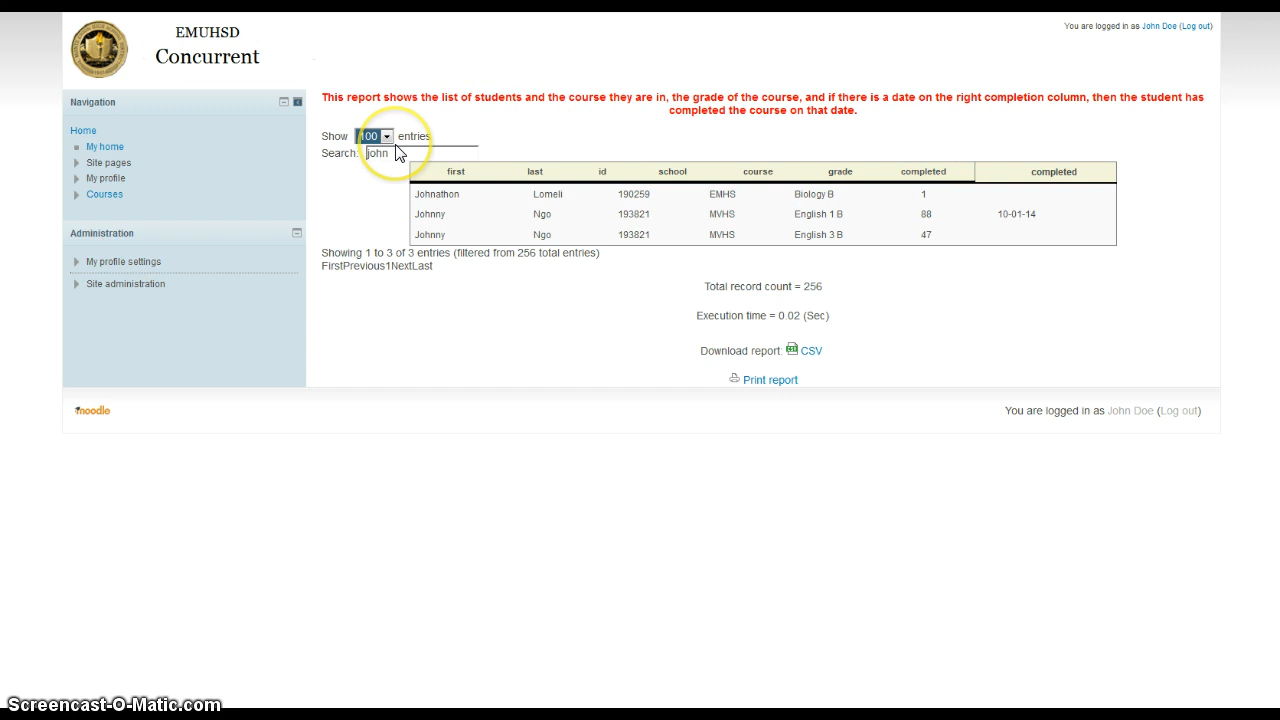 EMUHSD
Concurrent
You are logged in as John Doe (Log out)
Navigation
Home
My home
Site pages
My profile
Courses
Administration
My profile settings
Site administration
This report shows the list of students and the course they are in, the grade of the course, and if there is a date on the right completion column, then the student has
completed the course on that date.
Show 100 entries
Search: john
first last id school course grade completed completed
Johnathon Lomeli 190259 EMHS Biology B 1
Johnny Ngo 193821 MVHS English 1 B 88 10-01-14
Johnny Ngo 193821 MVHS English 3 B 47
Showing 1 to 3 of 3 entries (filtered from 256 total entries)
FirstPrevious1NextLast
Total record count = 256
Execution time = 0.02 (Sec)
Download report: CSV
Print report
moodle
You are logged in as John Doe (Log out)
Screencast-O-Matic.com